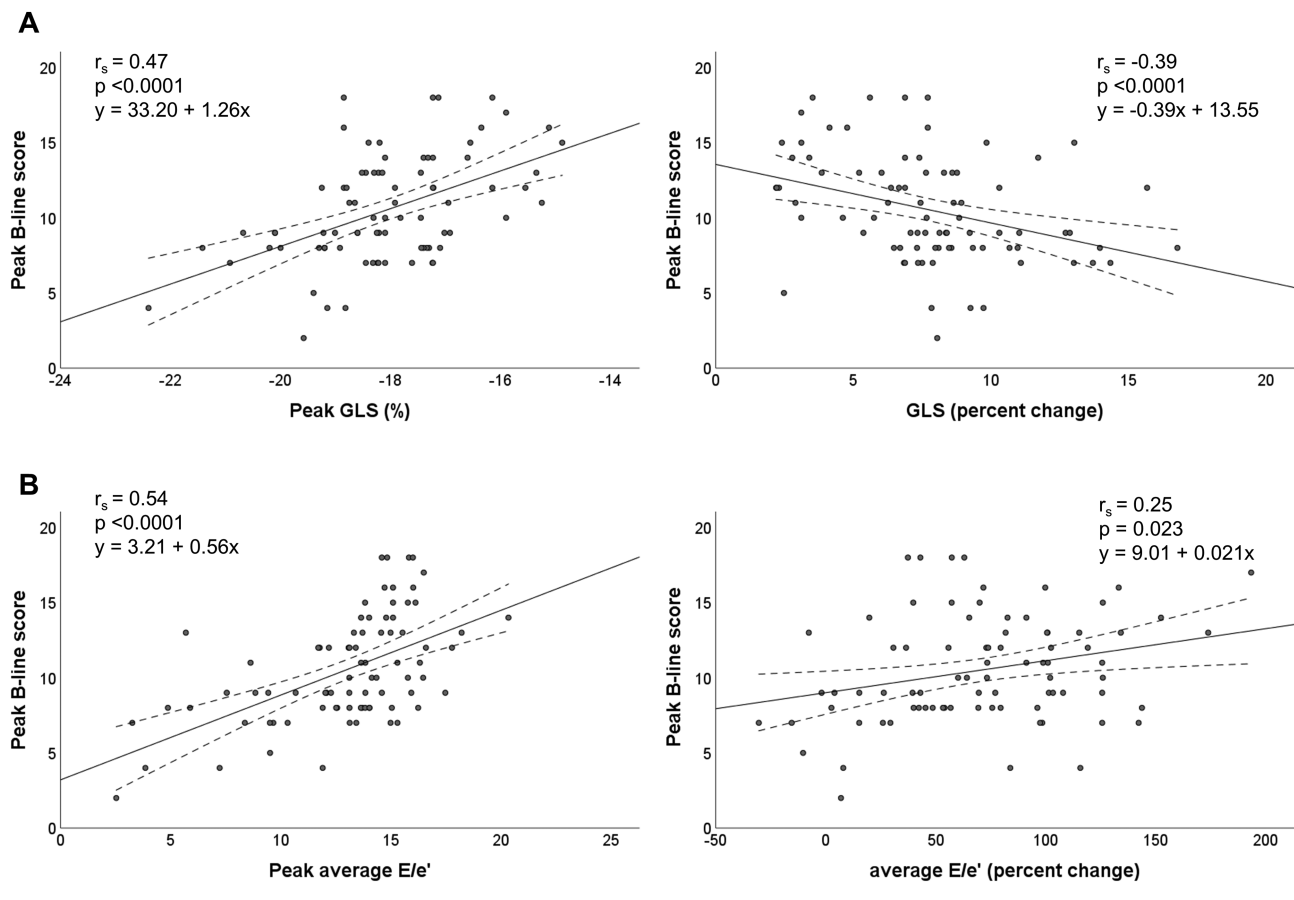 A
r_s = 0.47
p <0.0001
y = 33.20 + 1.26x
20
15
10
5
0
Peak B-line score
-24 -22 -20 -18 -16 -14
Peak GLS (%)
r_s = -0.39
p <0.0001
y = -0.39x + 13.55
20
15
10
5
0
Peak B-line score
0 5 10 15 20
GLS (percent change)
B
r_s = 0.54
p <0.0001
y = 3.21 + 0.56x
20
15
10
5
0
Peak B-line score
0 5 10 15 20
Peak average E/e'
r_s = 0.25
p = 0.023
y = 9.01 + 0.021x
20
15
10
5
0
Peak B-line score
-50 0 50 100 150 200
average E/e' (percent change)